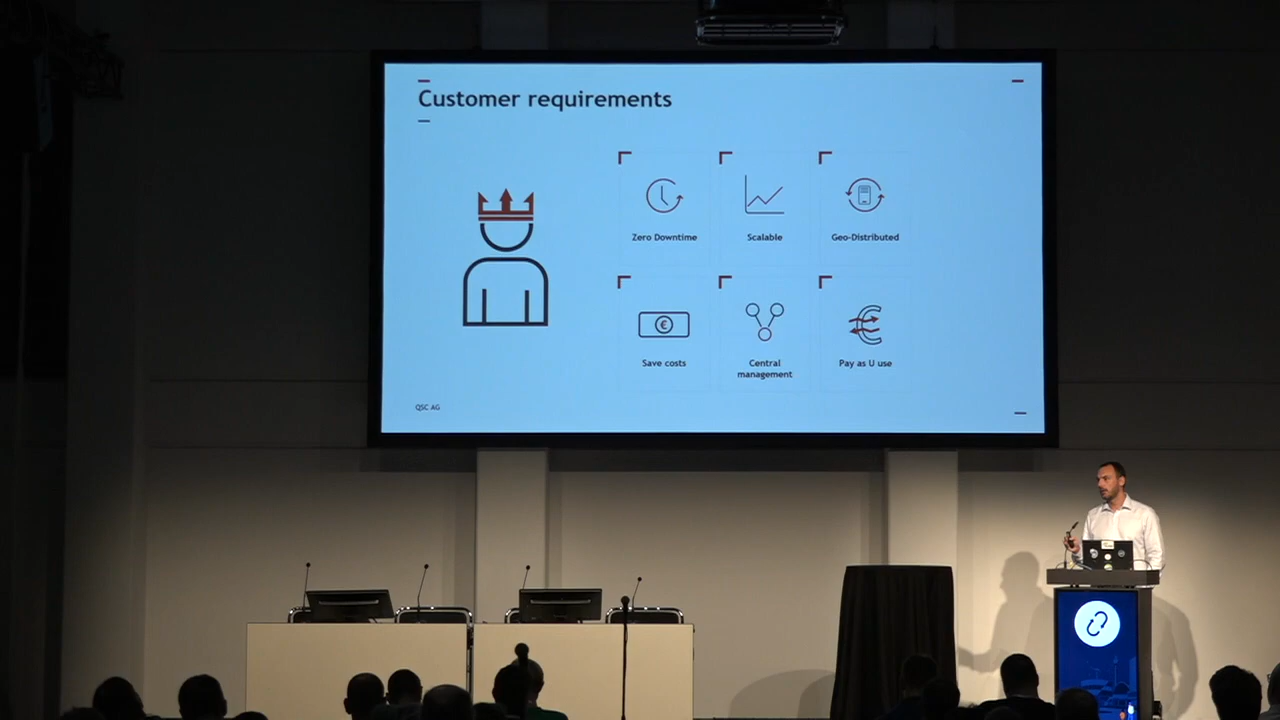 Customer requirements
Zero Downtime
Scalable
Geo-Distributed
€
Save costs
Central
management
Pay as U use
QSC AG